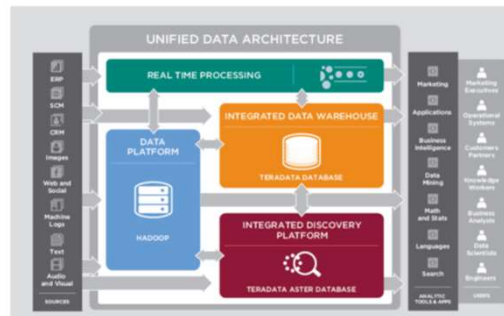 UNIFIED DATA ARCHITECTURE
ERP
SCM
CRM
Images
Web and
Social
Machine
Logs
Text
Audio
and Visual
SOURCES
REAL TIME PROCESSING
DATA
PLATFORM
HADOOP
INTEGRATED DATA WAREHOUSE
TERADATA DATABASE
INTEGRATED DISCOVERY
PLATFORM
TERADATA ASTER DATABASE
Marketing
Applications
Business
Intelligence
Data
Mining
Math
and Stats
Languages
Search
ANALYTIC
TOOLS & APPS
Marketing
Executives
Operational
Systems
Customers
Partners
Knowledge
Workers
Business
Analysts
Data
Scientists
Engineers
USERS